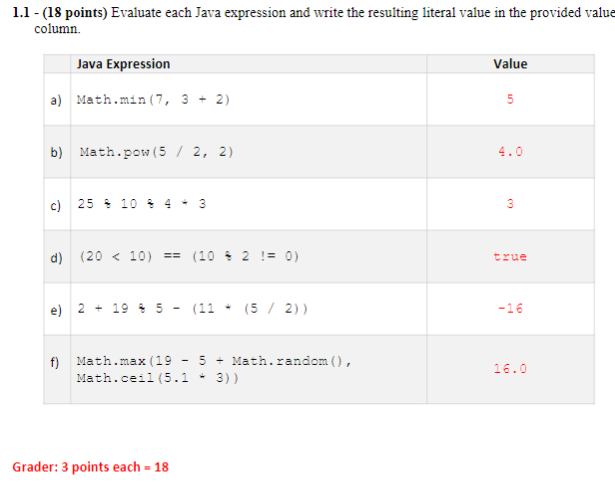 1.1 - (18 points) Evaluate each Java expression and write the resulting literal value in the provided value
column.
Java Expression Value
a) Math.min(7, 3 + 2) 5
b) Math.pow(5 / 2, 2) 4.0
c) 25 % 10 % 4 * 3 3
d) (20 < 10) == (10 % 2 != 0) true
e) 2 + 19 % 5 - (11 * (5 / 2)) -16
f) Math.max(19 - 5 + Math.random(),
Math.ceil(5.1 * 3)) 16.0
Grader: 3 points each = 18